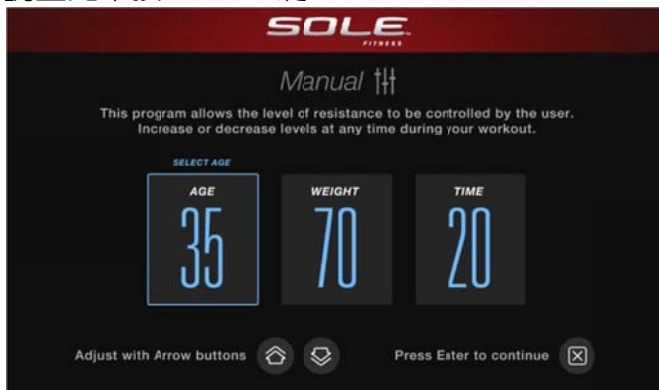 SOLE
FITNESS
Manual
This program allows the level of resistance to be controlled by the user.
Increase or decrease levels at any time during your workout.
SELECT AGE
AGE
WEIGHT
TIME
35
70
20
Adjust with Arrow buttons
Press Enter to continue